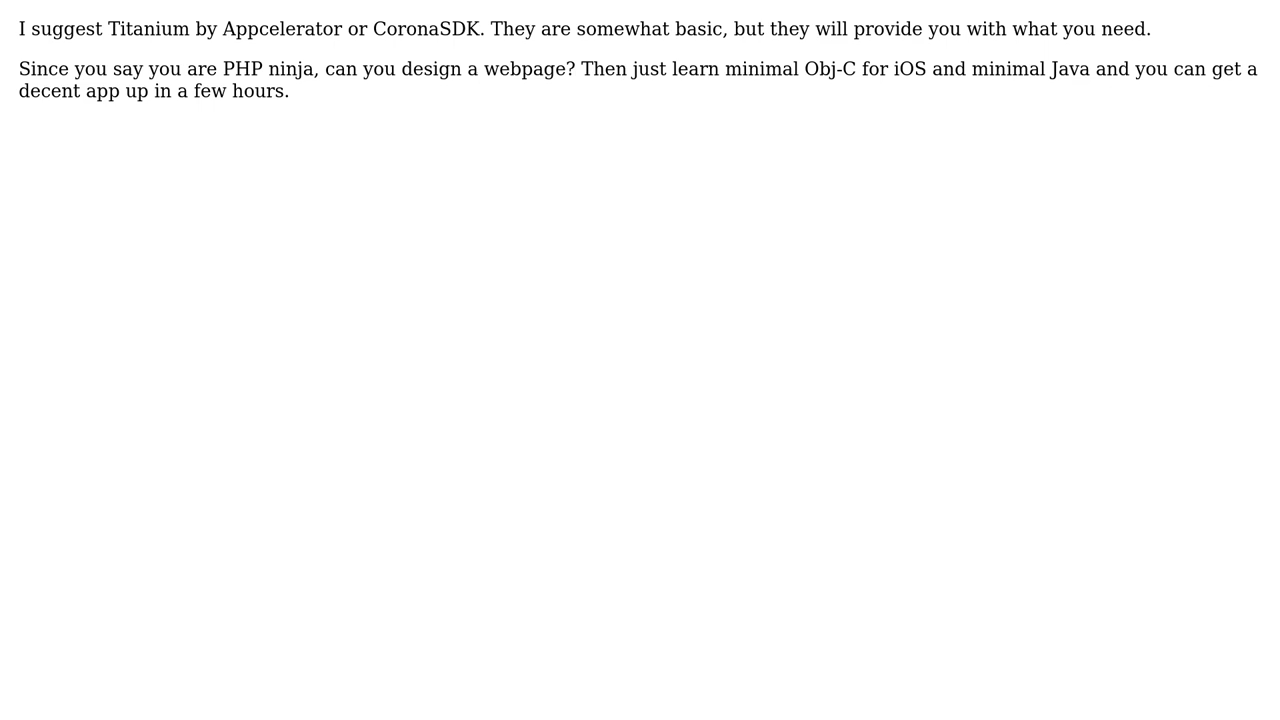 I suggest Titanium by Appcelerator or CoronaSDK. They are somewhat basic, but they will provide you with what you need.
Since you say you are PHP ninja, can you design a webpage? Then just learn minimal Obj-C for iOS and minimal Java and you can get a
decent app up in a few hours.